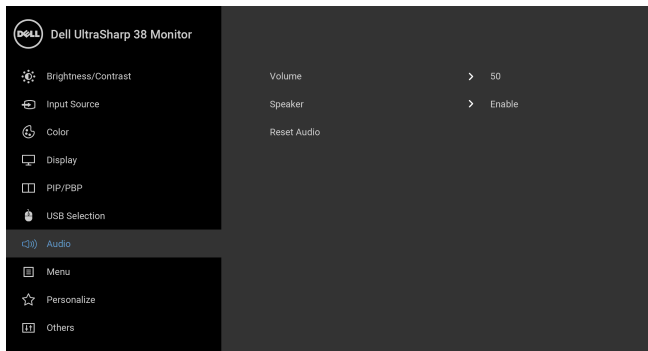 DELL Dell UltraSharp 38 Monitor
Brightness/Contrast
Volume > 50
Input Source
Speaker > Enable
Color
Reset Audio
Display
PIP/PBP
USB Selection
Audio
Menu
Personalize
Others